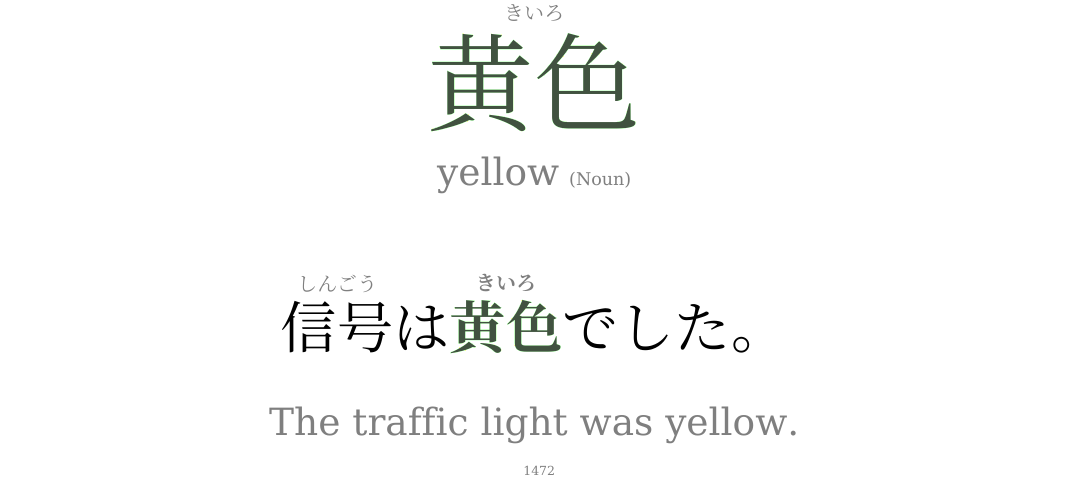 きいろ
黄色
yellow (Noun)
しんごう きいろ
信号は黄色でした。
The traffic light was yellow.
1472